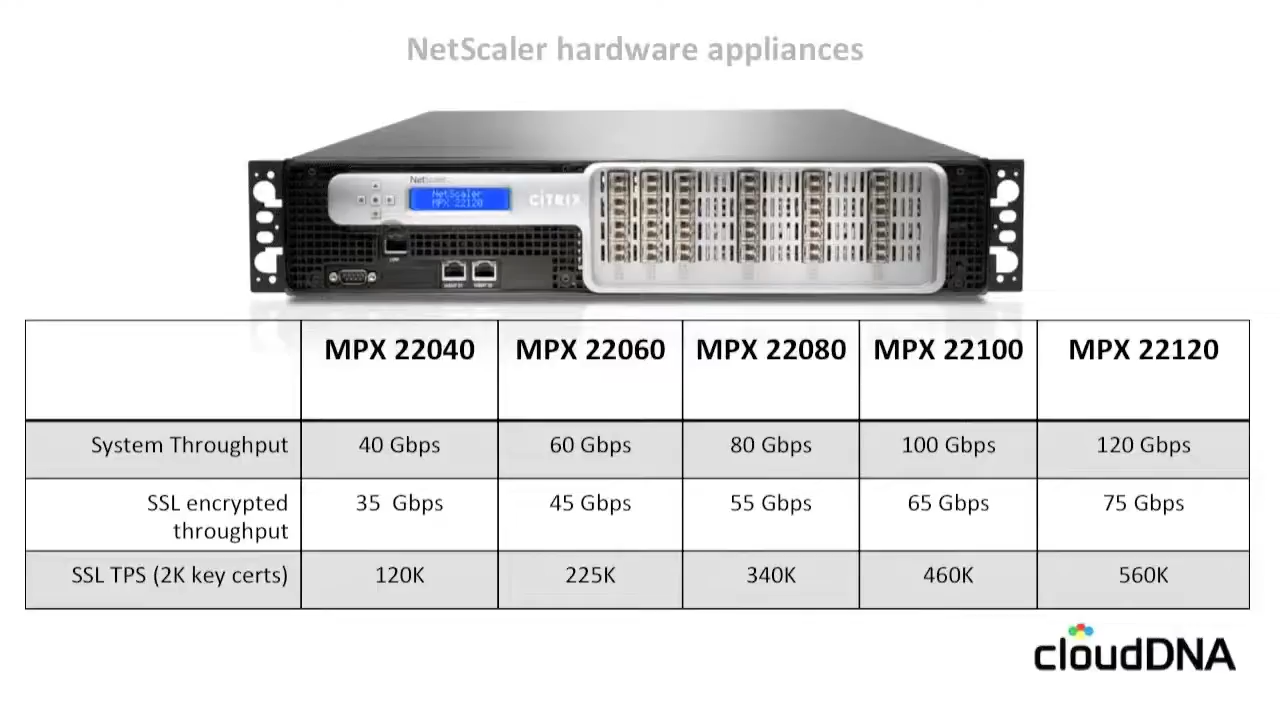 NetScaler hardware appliances
NetScaler
NetScaler
MPX 22120
CITRIX
MPX 22040 MPX 22060 MPX 22080 MPX 22100 MPX 22120
System Throughput 40 Gbps 60 Gbps 80 Gbps 100 Gbps 120 Gbps
SSL encrypted throughput 35 Gbps 45 Gbps 55 Gbps 65 Gbps 75 Gbps
SSL TPS (2K key certs) 120K 225K 340K 460K 560K
cloudDNA